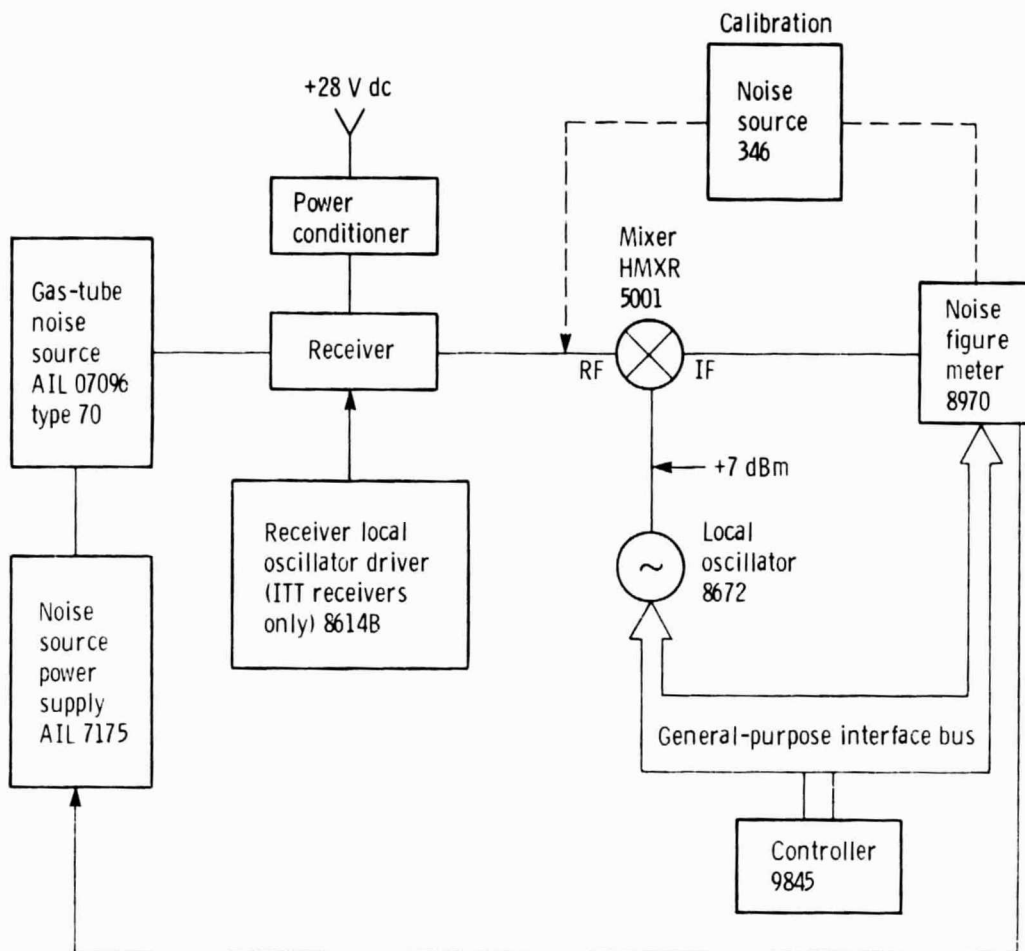 Calibration
Noise
source
346
+28 V dc
Power
conditioner
Mixer
HMXR
5001
Gas-tube
noise
source
AIL 07096
type 70
Receiver
RF
IF
Noise
figure
meter
8970
+7 dBm
Receiver local
oscillator driver
(ITT receivers
only) 8614B
Local
oscillator
8672
~
Noise
source
power
supply
AIL 7175
General-purpose interface bus
Controller
9845